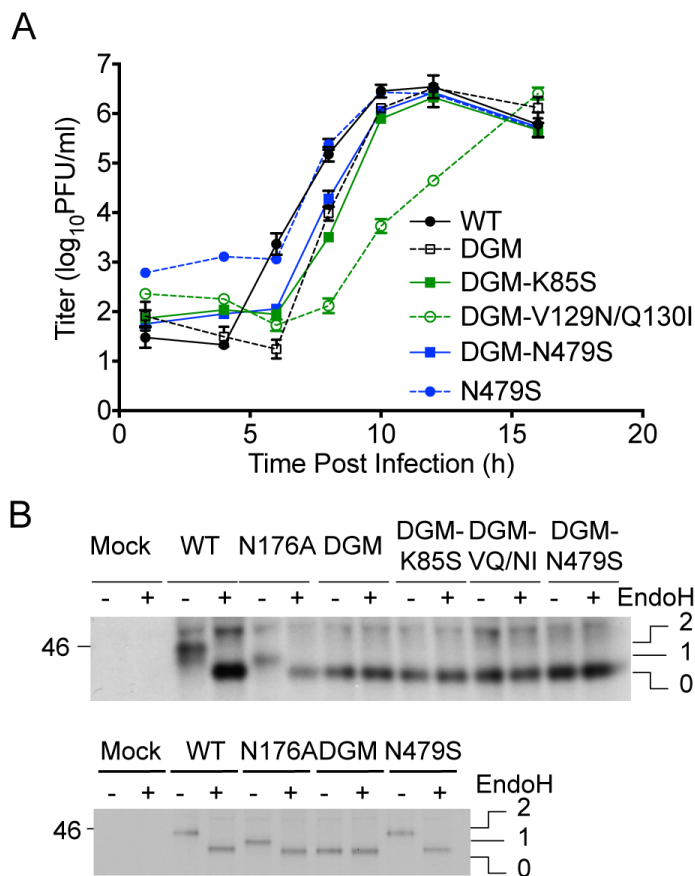 A
7
6
5
4
3
2
1
0
Titer (log10PFU/ml)
0 5 10 15 20
Time Post Infection (h)
WT
DGM
DGM-K85S
DGM-V129N/Q130I
DGM-N479S
N479S
B
Mock WT N176A DGM DGM-K85S DGM-VQ/NI DGM-N479S
- + - + - + - + - + - + - + EndoH
46
2
1
0
Mock WT N176A DGM N479S
- + - + - + - + - + EndoH
46
2
1
0